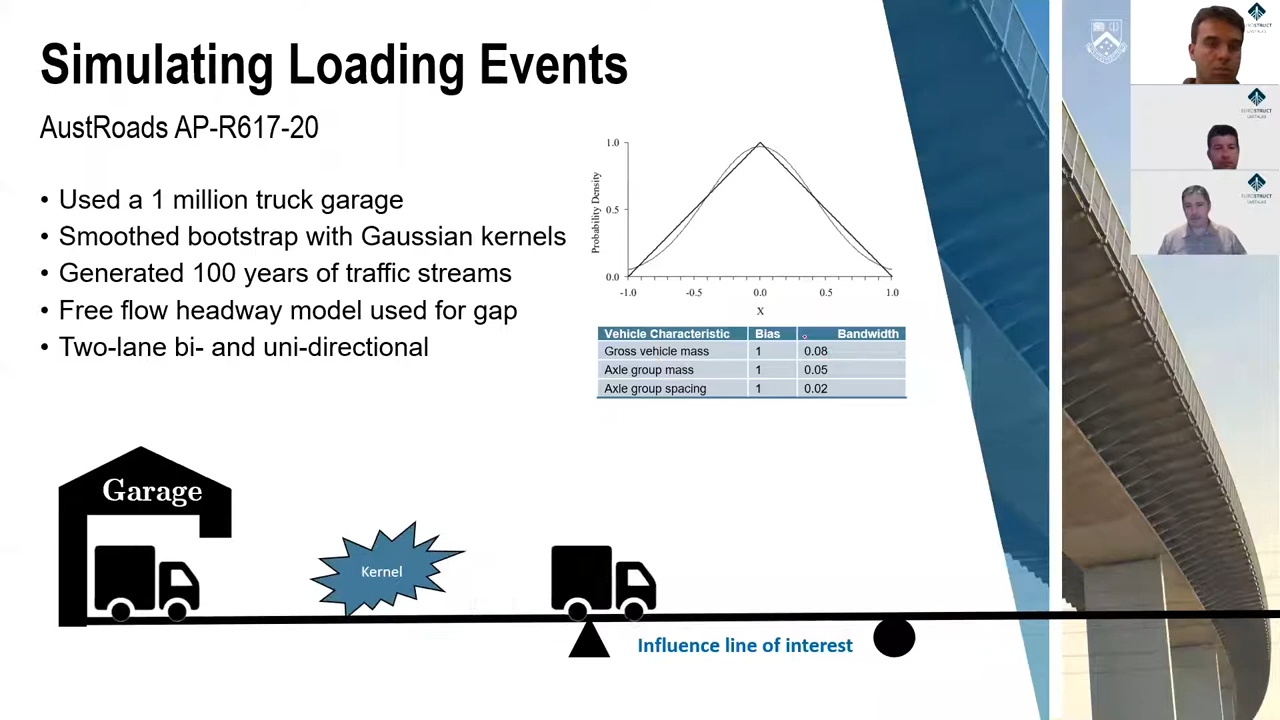 Simulating Loading Events
AustRoads AP-R617-20
• Used a 1 million truck garage
• Smoothed bootstrap with Gaussian kernels
• Generated 100 years of traffic streams
• Free flow headway model used for gap
• Two-lane bi- and uni-directional
Probability Density
1.0
0.5
0.0
-1.0 -0.5 0.0 0.5 1.0
X
Vehicle Characteristic Bias Bandwidth
Gross vehicle mass 1 0.08
Axle group mass 1 0.05
Axle group spacing 1 0.02
Garage
Kernel
Influence line of interest
EUROSTRUCT